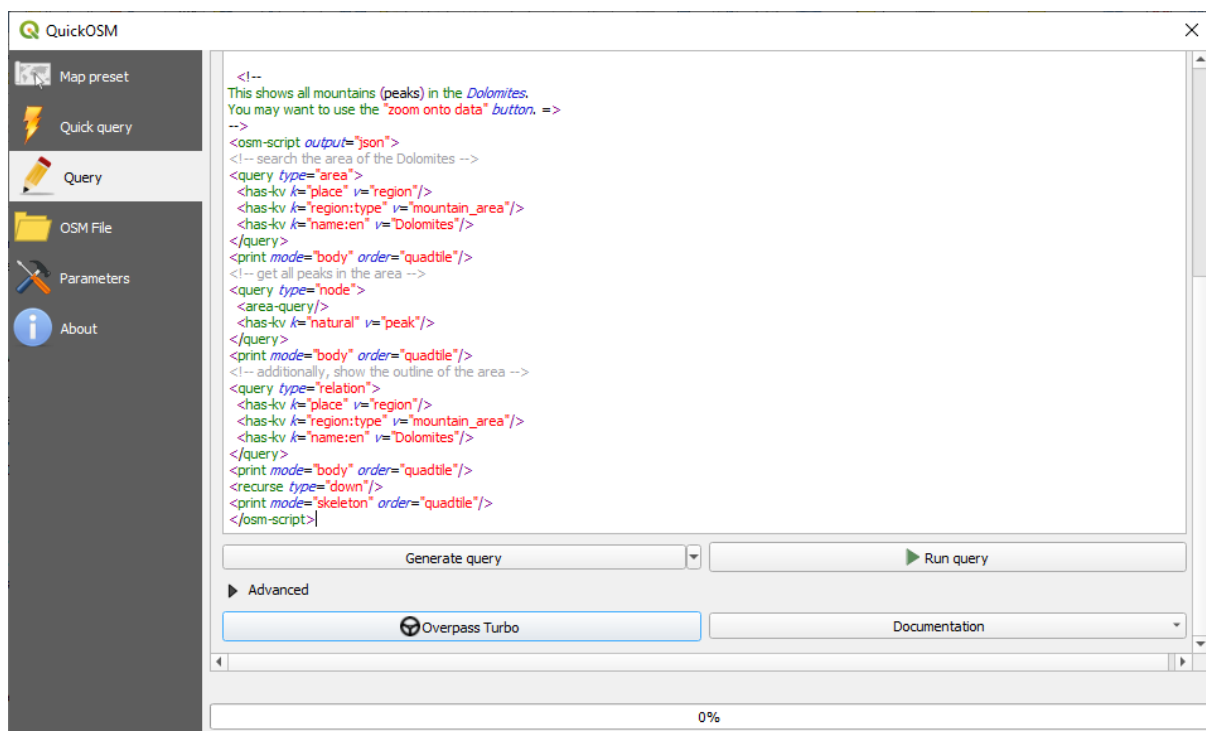 QuickOSM
Map preset
Quick query
Query
OSM File
Parameters
About
<!--
This shows all mountains (peaks) in the Dolomites.
You may want to use the "zoom onto data" button. =>
-->
<osm-script output="json">
<!-- search the area of the Dolomites -->
<query type="area">
<has-kv k="place" v="region"/>
<has-kv k="region:type" v="mountain_area"/>
<has-kv k="name:en" v="Dolomites"/>
</query>
<print mode="body" order="quadtile"/>
<!-- get all peaks in the area -->
<query type="node">
<area-query/>
<has-kv k="natural" v="peak"/>
</query>
<print mode="body" order="quadtile"/>
<!-- additionally, show the outline of the area -->
<query type="relation">
<has-kv k="place" v="region"/>
<has-kv k="region:type" v="mountain_area"/>
<has-kv k="name:en" v="Dolomites"/>
</query>
<print mode="body" order="quadtile"/>
<recurse type="down"/>
<print mode="skeleton" order="quadtile"/>
</osm-script>
Generate query
Run query
Advanced
Overpass Turbo
Documentation
0%